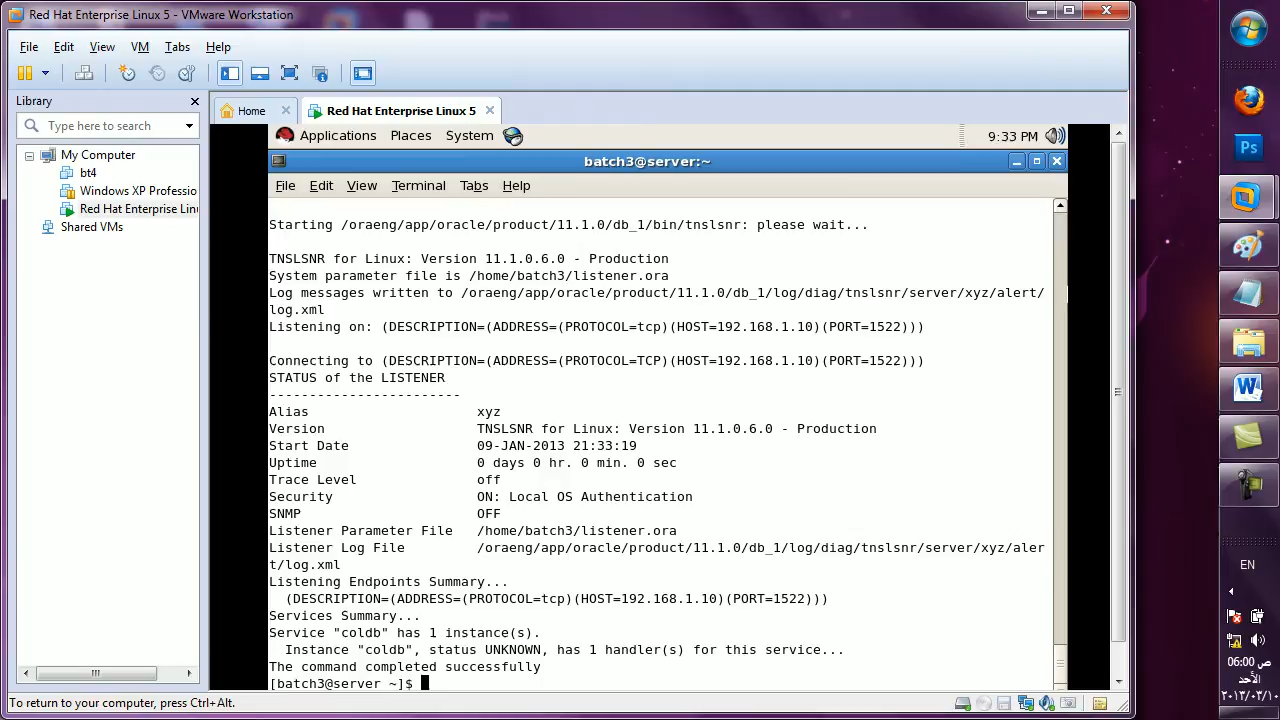 Red Hat Enterprise Linux 5 - VMware Workstation
File Edit View VM Tabs Help
Library
Type here to search
My Computer
bt4
Windows XP Professio
Red Hat Enterprise Lin
Shared VMs
Home
Red Hat Enterprise Linux 5
Applications Places System
9:33 PM
batch3@server:~
File Edit View Terminal Tabs Help
Starting /oraeng/app/oracle/product/11.1.0/db_1/bin/tnslsnr: please wait...
TNSLSNR for Linux: Version 11.1.0.6.0 - Production
System parameter file is /home/batch3/listener.ora
Log messages written to /oraeng/app/oracle/product/11.1.0/db_1/log/diag/tnslsnr/server/xyz/alert/
log.xml
Listening on: (DESCRIPTION=(ADDRESS=(PROTOCOL=tcp)(HOST=192.168.1.10)(PORT=1522)))
Connecting to (DESCRIPTION=(ADDRESS=(PROTOCOL=TCP)(HOST=192.168.1.10)(PORT=1522)))
STATUS of the LISTENER
------------------------
Alias xyz
Version TNSLSNR for Linux: Version 11.1.0.6.0 - Production
Start Date 09-JAN-2013 21:33:19
Uptime 0 days 0 hr. 0 min. 0 sec
Trace Level off
Security ON: Local OS Authentication
SNMP OFF
Listener Parameter File /home/batch3/listener.ora
Listener Log File /oraeng/app/oracle/product/11.1.0/db_1/log/diag/tnslsnr/server/xyz/aler
t/log.xml
Listening Endpoints Summary...
(DESCRIPTION=(ADDRESS=(PROTOCOL=tcp)(HOST=192.168.1.10)(PORT=1522)))
Services Summary...
Service "coldb" has 1 instance(s).
Instance "coldb", status UNKNOWN, has 1 handler(s) for this service...
The command completed successfully
[batch3@server ~]$
To return to your computer, press Ctrl+Alt.
Ps
EN
06:00 ص
الأحد
٢٠١٣/٠٣/١٠